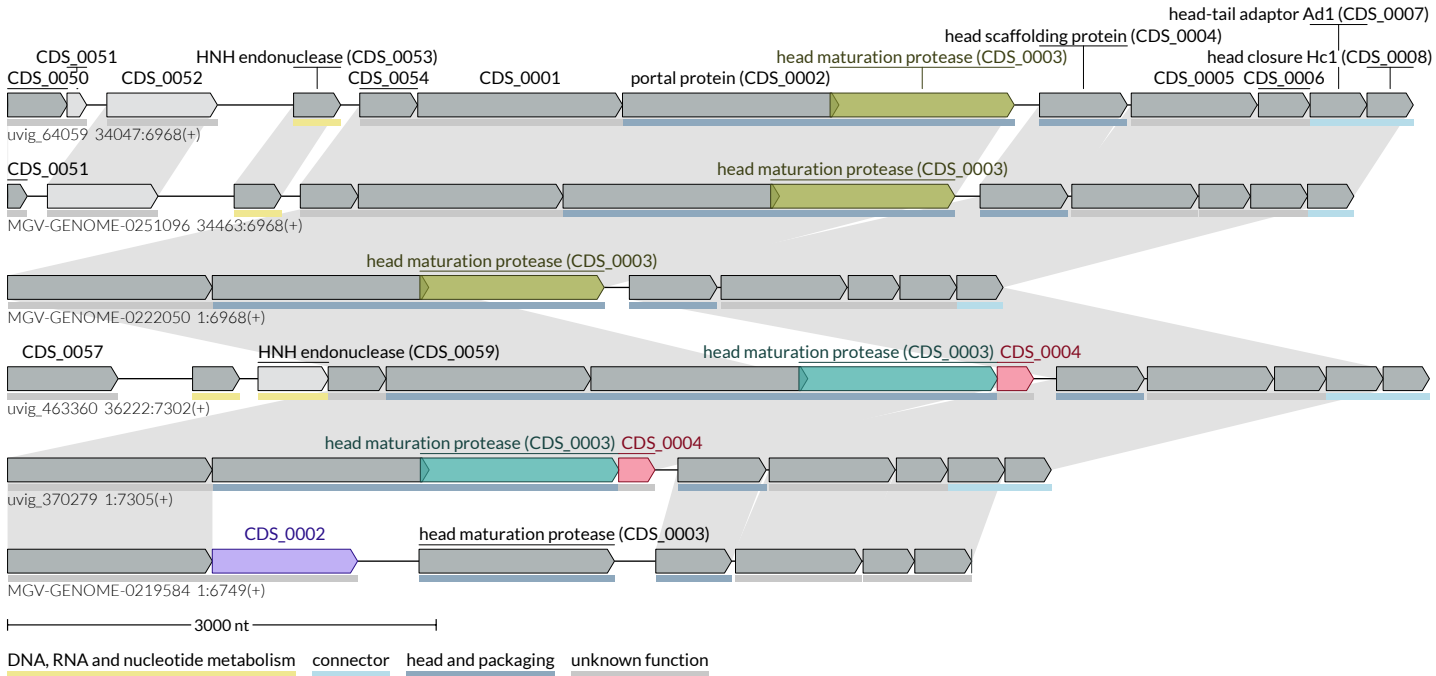 head-tail adaptor Ad1 (CDS_0007)
head scaffolding protein (CDS_0004)
CDS_0051 HNH endonuclease (CDS_0053) head maturation protease (CDS_0003) head closure Hc1 (CDS_0008)
CDS_0050 CDS_0052 CDS_0054 CDS_0001 portal protein (CDS_0002) CDS_0005 CDS_0006
uvig_64059 34047:6968(+)
CDS_0051 head maturation protease (CDS_0003)
MGV-GENOME-0251096 34463:6968(+)
head maturation protease (CDS_0003)
MGV-GENOME-0222050 1:6968(+)
CDS_0057 HNH endonuclease (CDS_0059) head maturation protease (CDS_0003) CDS_0004
uvig_463360 36222:7302(+)
head maturation protease (CDS_0003) CDS_0004
uvig_370279 1:7305(+)
CDS_0002 head maturation protease (CDS_0003)
MGV-GENOME-0219584 1:6749(+)
3000 nt
DNA, RNA and nucleotide metabolism connector head and packaging unknown function